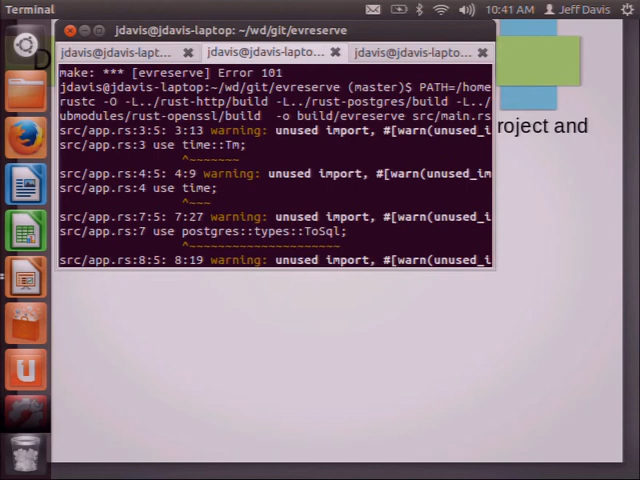 Terminal
10:41 AM
Jeff Davis
jdavis@jdavis-laptop: ~/wd/git/evreserve
jdavis@jdavis-lapt...
jdavis@jdavis-lapto...
jdavis@jdavis-lapto...
make: *** [evreserve] Error 101
jdavis@jdavis-laptop:~/wd/git/evreserve (master)$ PATH=/home
rustc -O -L../rust-http/build -L../rust-postgres/build -L../
ubmodules/rust-openssl/build  -o build/evreserve src/main.rs
src/app.rs:3:5: 3:13 warning: unused import, #[warn(unused_i
src/app.rs:3 use time::Tm;
^~~~~~~~
src/app.rs:4:5: 4:9 warning: unused import, #[warn(unused_im
src/app.rs:4 use time;
^~~~
src/app.rs:7:5: 7:27 warning: unused import, #[warn(unused_i
src/app.rs:7 use postgres::types::ToSql;
^~~~~~~~~~~~~~~~~~~~~~
src/app.rs:8:5: 8:19 warning: unused import, #[warn(unused_i
D
roject and